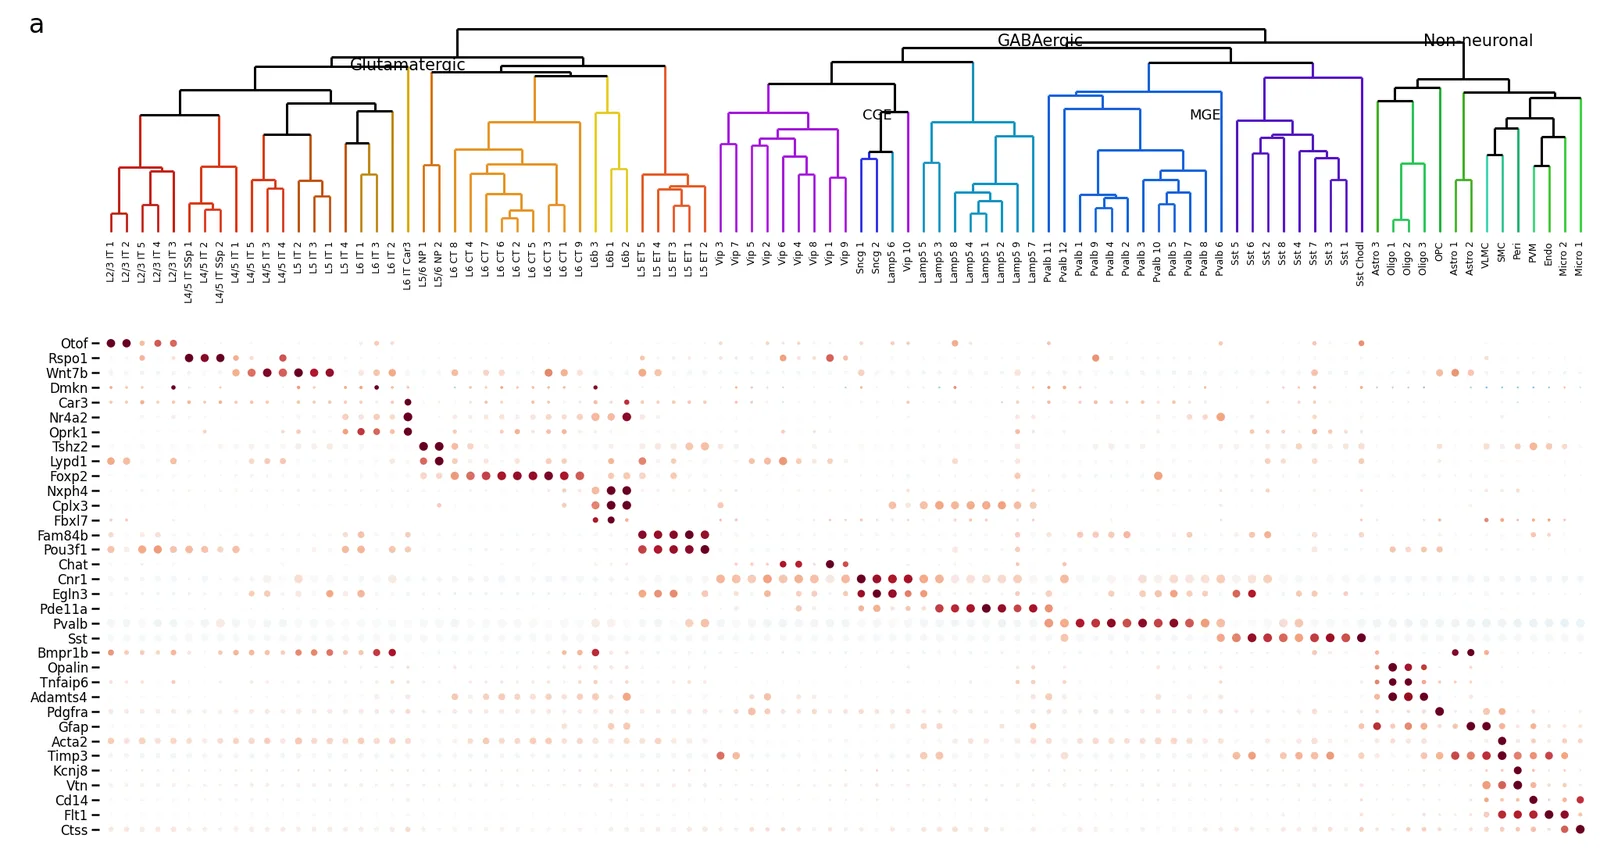 a
GABAergic
Non-neuronal
Glutamatergic
CGE
MGE
L2/3 IT 1
L2/3 IT 2
L2/3 IT 5
L2/3 IT 4
L2/3 IT 3
L4/5 IT SSp 1
L4/5 IT 2
L4/5 IT SSp 2
L4/5 IT 1
L4/5 IT 5
L4/5 IT 3
L4/5 IT 4
L5 IT 2
L5 IT 3
L5 IT 1
L5 IT 4
L6 IT 1
L6 IT 3
L6 IT 2
L6 IT Car3
L5/6 NP 1
L5/6 NP 2
L6 CT 8
L6 CT 4
L6 CT 7
L6 CT 6
L6 CT 2
L6 CT 5
L6 CT 3
L6 CT 1
L6 CT 9
L6b 3
L6b 1
L6b 2
L5 ET 5
L5 ET 4
L5 ET 3
L5 ET 1
L5 ET 2
Vip 3
Vip 7
Vip 5
Vip 2
Vip 6
Vip 4
Vip 8
Vip 1
Vip 9
Sncg 1
Sncg 2
Lamp5 6
Vip 10
Lamp5 5
Lamp5 3
Lamp5 8
Lamp5 4
Lamp5 1
Lamp5 2
Lamp5 9
Lamp5 7
Pvalb 11
Pvalb 12
Pvalb 1
Pvalb 9
Pvalb 4
Pvalb 2
Pvalb 3
Pvalb 10
Pvalb 5
Pvalb 7
Pvalb 8
Pvalb 6
Sst 5
Sst 6
Sst 2
Sst 8
Sst 4
Sst 7
Sst 3
Sst 1
Sst Chodl
Astro 3
Oligo 1
Oligo 2
Oligo 3
OPC
Astro 1
Astro 2
VLMC
SMC
Peri
PVM
Endo
Micro 2
Micro 1
Otof
Rspo1
Wnt7b
Dmkn
Car3
Nr4a2
Oprk1
Tshz2
Lypd1
Foxp2
Nxph4
Cplx3
Fbxl7
Fam84b
Pou3f1
Chat
Cnr1
Egln3
Pde11a
Pvalb
Sst
Bmpr1b
Opalin
Tnfaip6
Adamts4
Pdgfra
Gfap
Acta2
Timp3
Kcnj8
Vtn
Cd14
Flt1
Ctss